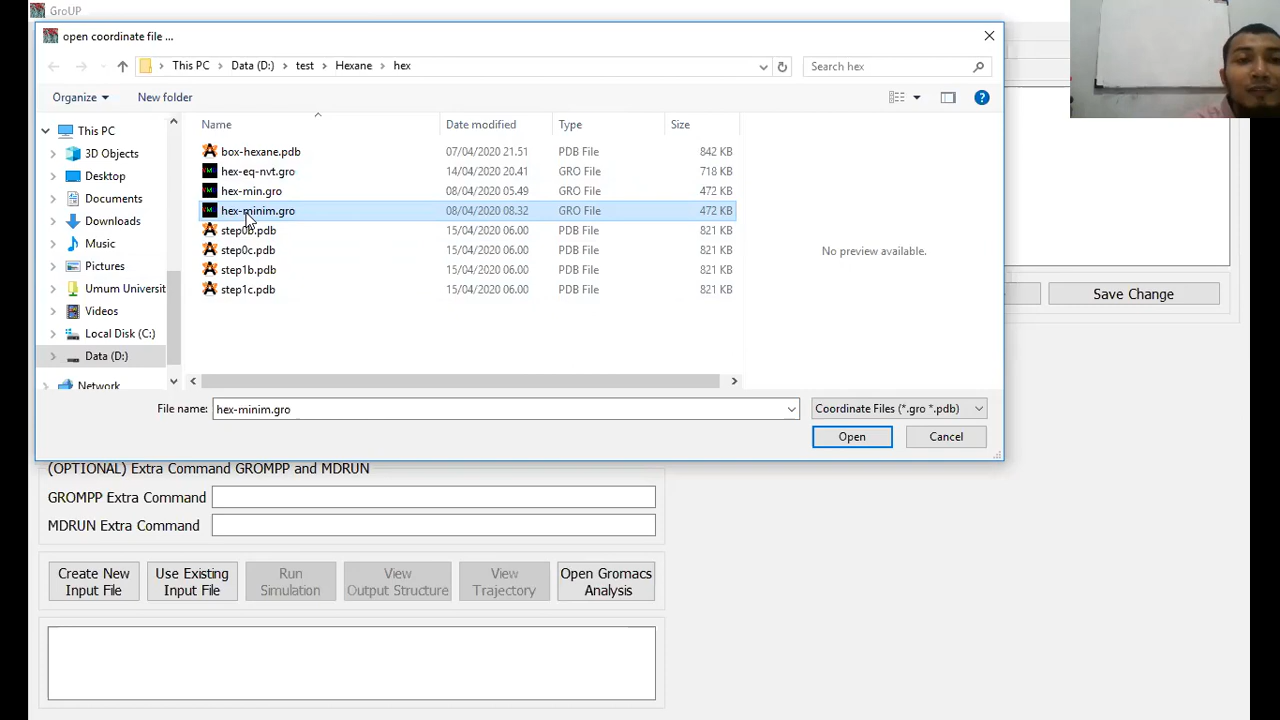 GroUP
open coordinate file ...
This PC > Data (D:) > test > Hexane > hex
Search hex
Organize
New folder
Name
Date modified
Type
Size
This PC
3D Objects
Desktop
Documents
Downloads
Music
Pictures
Umum Universit
Videos
Local Disk (C:)
Data (D:)
Network
box-hexane.pdb 07/04/2020 21.51 PDB File 842 KB
hex-eq-nvt.gro 14/04/2020 20.41 GRO File 718 KB
hex-min.gro 08/04/2020 05.49 GRO File 472 KB
hex-minim.gro 08/04/2020 08.32 GRO File 472 KB
step0b.pdb 15/04/2020 06.00 PDB File 821 KB
step0c.pdb 15/04/2020 06.00 PDB File 821 KB
step1b.pdb 15/04/2020 06.00 PDB File 821 KB
step1c.pdb 15/04/2020 06.00 PDB File 821 KB
No preview available.
Save Change
File name: hex-minim.gro
Coordinate Files (*.gro *.pdb)
Open
Cancel
(OPTIONAL) Extra Command GROMPP and MDRUN
GROMPP Extra Command
MDRUN Extra Command
Create New
Input File
Use Existing
Input File
Run
Simulation
View
Output Structure
View
Trajectory
Open Gromacs
Analysis